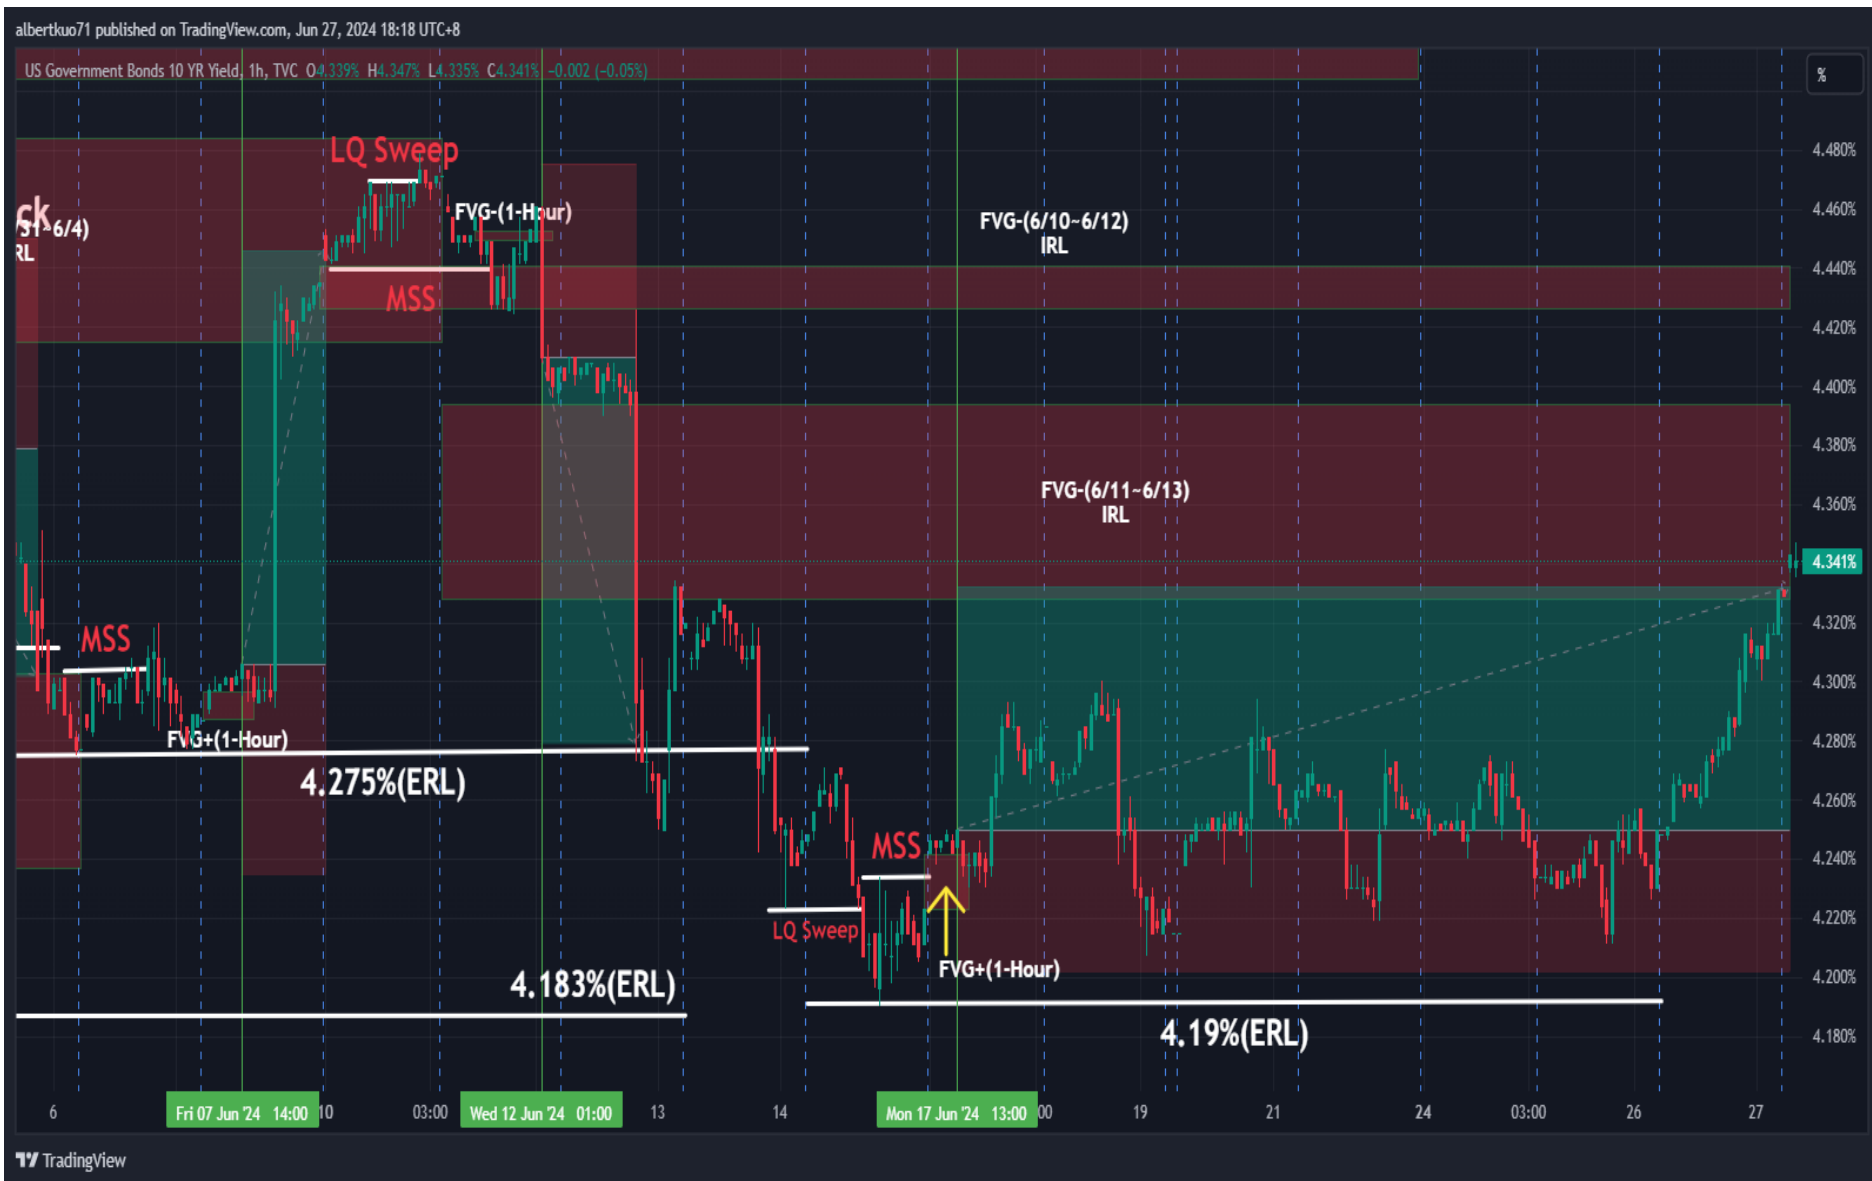 albertkuo71 published on TradingView.com, Jun 27, 2024 18:18 UTC+8
US Government Bonds 10 YR Yield, 1h, TVC O4.339% H4.347% L4.335% C4.341% −0.002 (−0.05%)
%
4.480%
4.460%
4.440%
4.420%
4.400%
4.380%
4.360%
4.341%
4.320%
4.300%
4.280%
4.260%
4.240%
4.220%
4.200%
4.180%
LQ Sweep
ck
31~6/4)
RL
FVG-(1-Hour)
FVG-(6/10~6/12)
IRL
MSS
FVG-(6/11~6/13)
IRL
MSS
FVG+(1-Hour)
4.275%(ERL)
MSS
LQ Sweep
FVG+(1-Hour)
4.183%(ERL)
4.19%(ERL)
6
Fri 07 Jun '24 14:00
10
03:00
Wed 12 Jun '24 01:00
13
14
Mon 17 Jun '24 13:00
00
19
21
24
03:00
26
27
TradingView